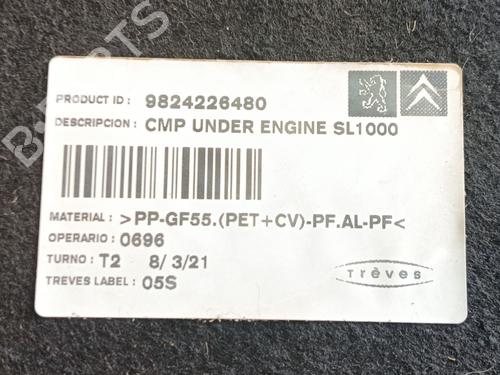 B-Parts
PRODUCT ID : 9824226480
DESCRIPCION : CMP UNDER ENGINE SL1000
MATERIAL : >PP-GF55.(PET+CV)-PF.AL-PF<
OPERARIO : 0696
TURNO : T2 8/ 3/21
TREVES LABEL : 05S
Trèves